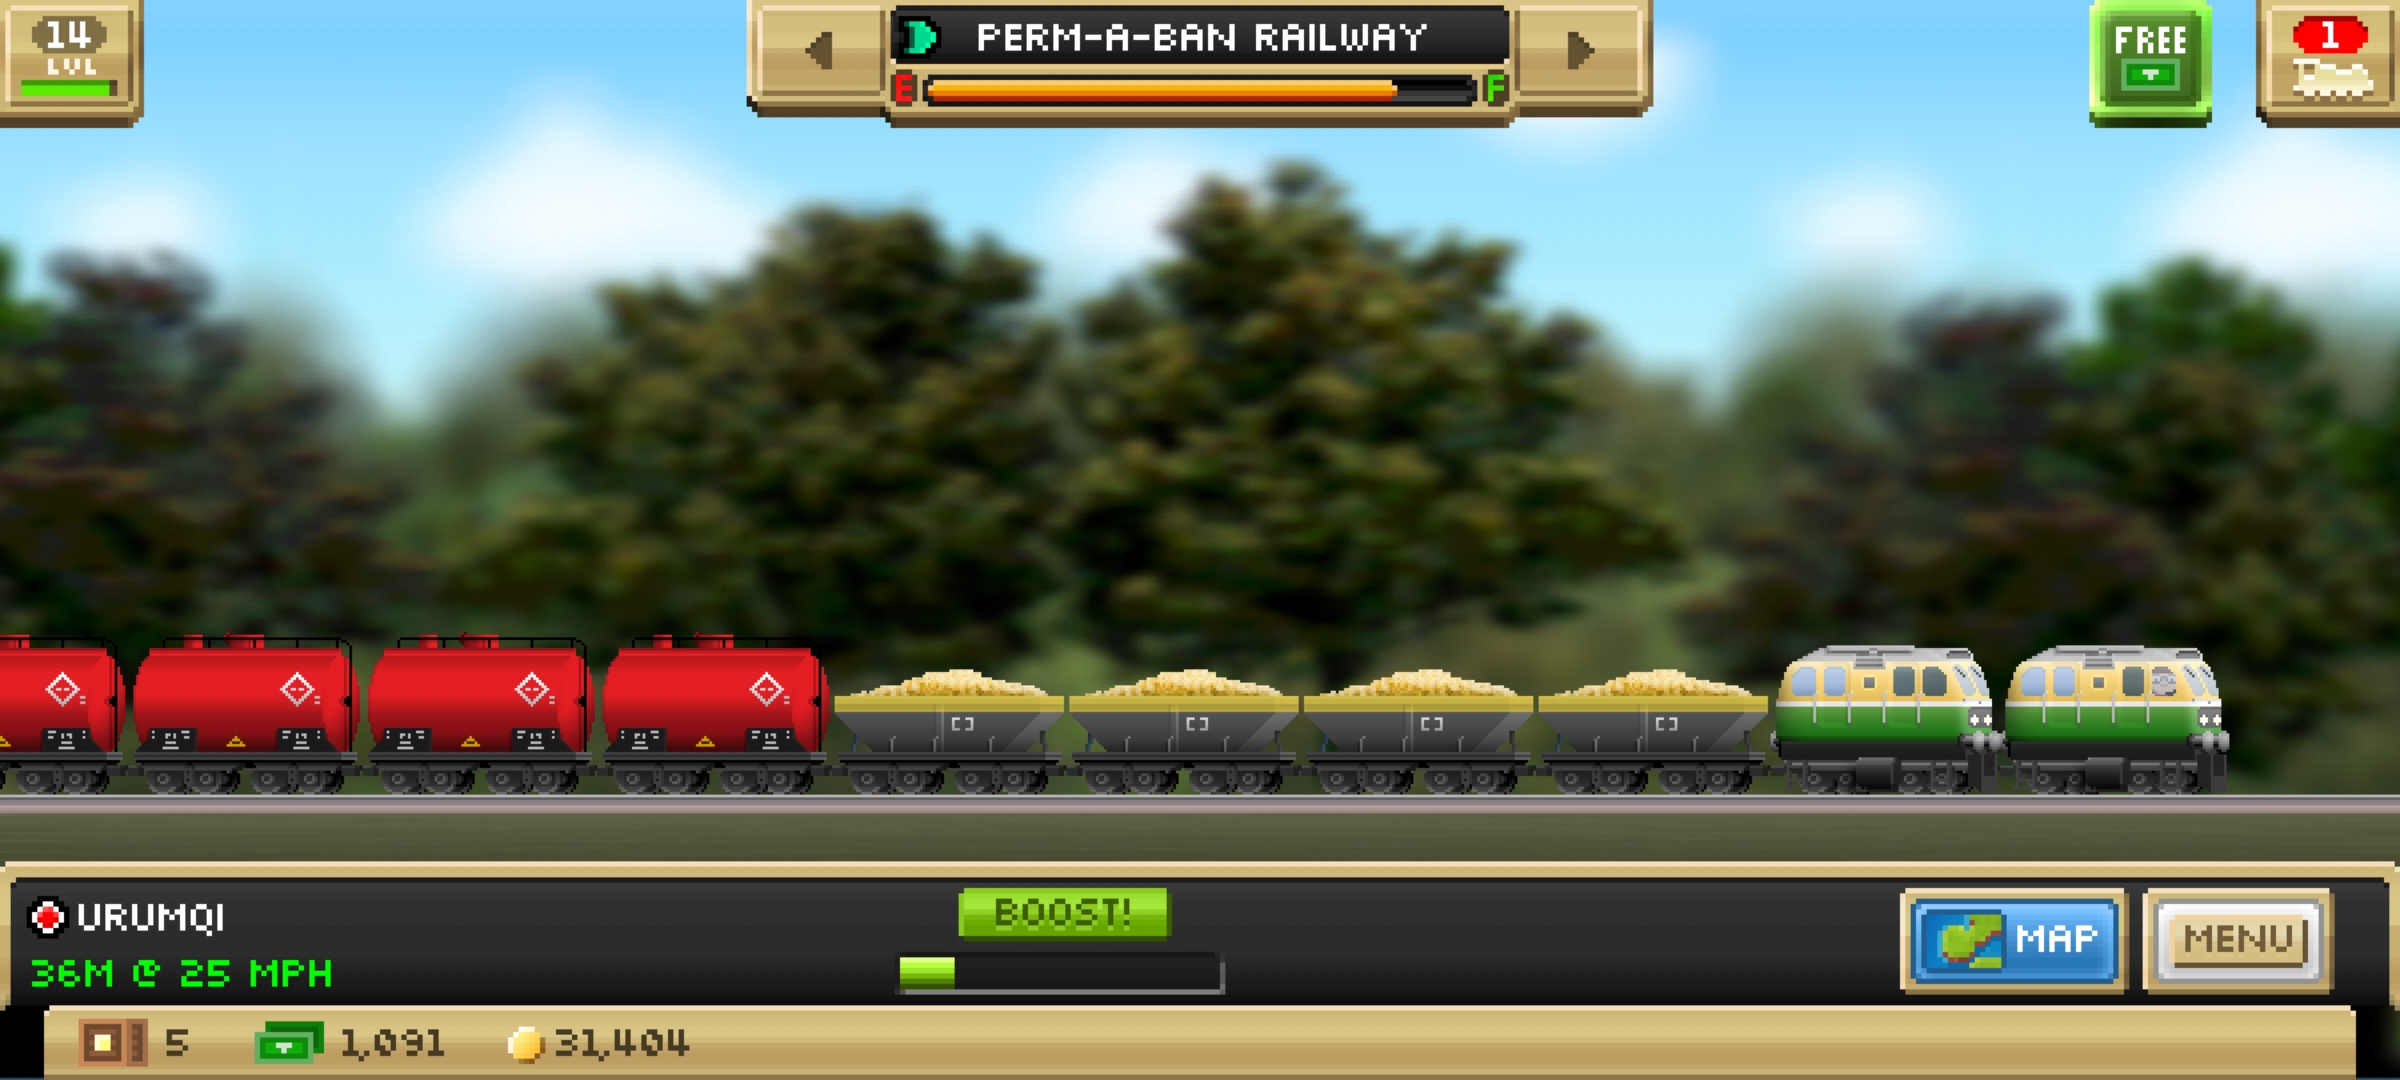 14
LVL
PERM-A-BAN RAILWAY
E F
FREE
1
URUMQI
36M @ 25 MPH
BOOST!
MAP
MENU
5 1,091 31,404